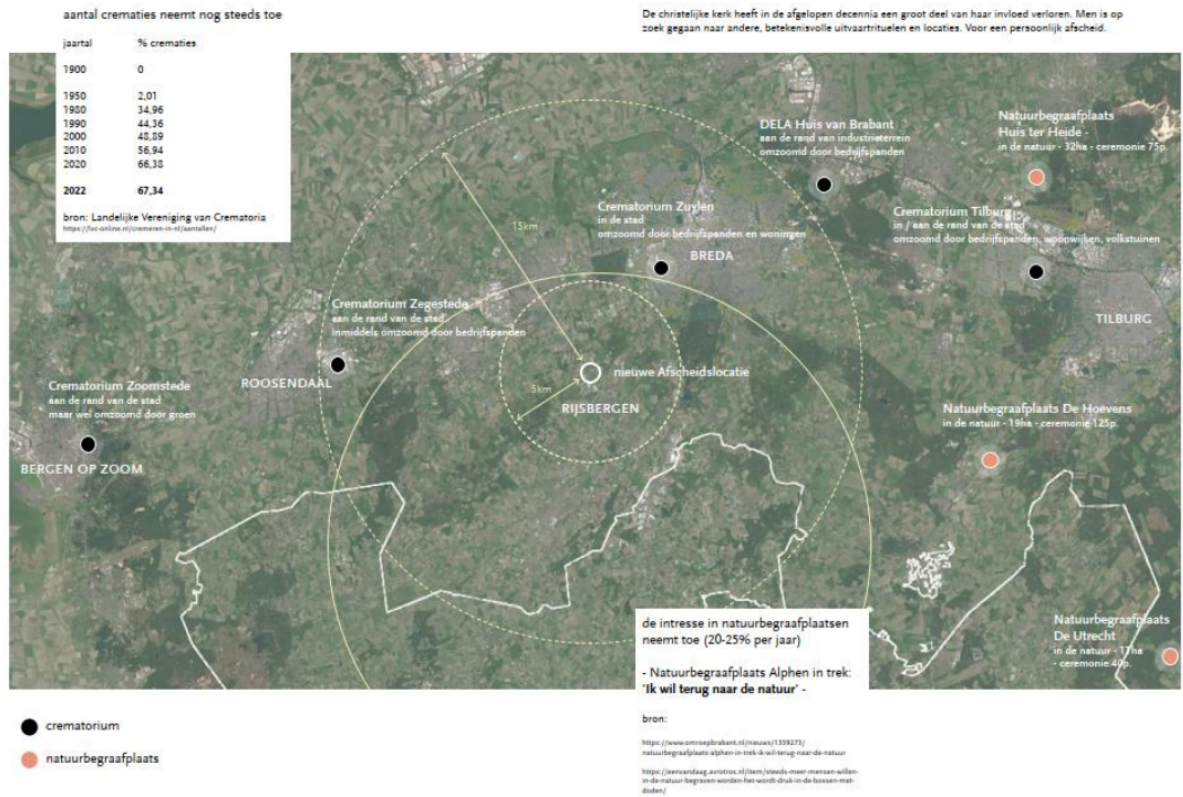 aantal crematies neemt nog steeds toe
jaartal % crematies
1900 0
1950 2,01
1980 34,96
1990 44,36
2000 48,89
2010 56,94
2020 66,38
2022 67,34
bron: Landelijke Vereniging van Crematoria
https://lvc-online.nl/cremeren-in-nl/aantallen/
De christelijke kerk heeft in de afgelopen decennia een groot deel van haar invloed verloren. Men is op
zoek gegaan naar andere, betekenisvolle uitvaartrituelen en locaties. Voor een persoonlijk afscheid.
DELA Huis van Brabant
aan de rand van industrieterrein
omzoomd door bedrijfspanden
Natuurbegraafplaats
Huis ter Heide -
in de natuur - 32ha - ceremonie 75p.
Crematorium Zuylen
in de stad
omzoomd door bedrijfspanden en woningen
BREDA
Crematorium Tilburg
in / aan de rand van de stad
omzoomd door bedrijfspanden, woonwijken, volkstuinen
TILBURG
15km
Crematorium Zegestede
aan de rand van de stad
inmiddels omzoomd door bedrijfspanden
ROOSENDAAL
nieuwe Afscheidslocatie
5km
RIJSBERGEN
Crematorium Zoomstede
aan de rand van de stad
maar wel omzoomd door groen
BERGEN OP ZOOM
Natuurbegraafplaats De Hoevens
in de natuur - 19ha - ceremonie 125p.
Natuurbegraafplaats
De Utrecht
in de natuur - 17ha
- ceremonie 40p.
de intresse in natuurbegraafplaatsen
neemt toe (20-25% per jaar)
- Natuurbegraafplaats Alphen in trek:
'Ik wil terug naar de natuur' -
bron:
https://www.omroepbrabant.nl/nieuws/1359273/
natuurbegraafplaats-alphen-in-trek-ik-wil-terug-naar-de-natuur
https://eenvandaag.avrotros.nl/item/steeds-meer-mensen-willen-
in-de-natuur-begraven-worden-het-wordt-druk-in-de-bossen-met-
doden/
crematorium
natuurbegraafplaats